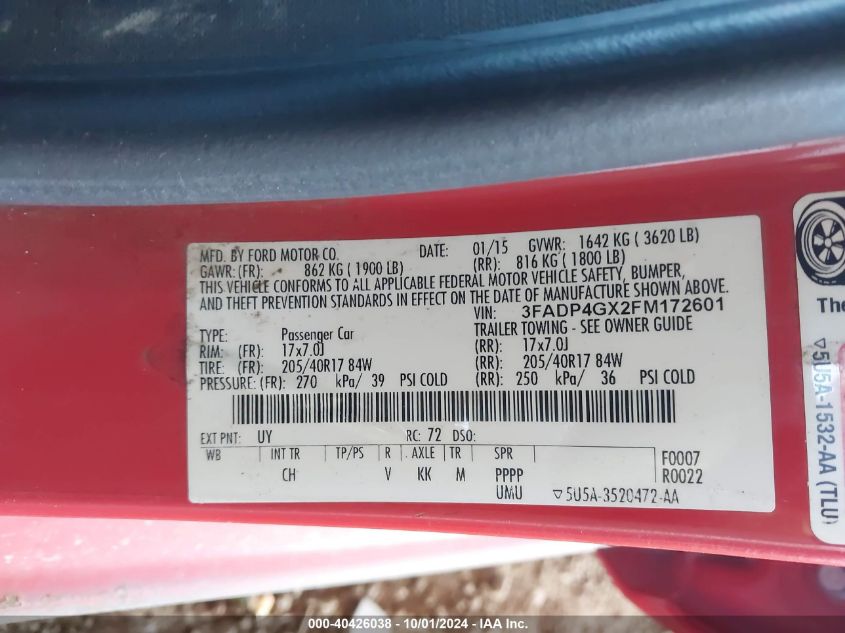 MFD. BY FORD MOTOR CO. DATE: 01/15 GVWR: 1642 KG ( 3620 LB)
GAWR:(FR): 862 KG ( 1900 LB) (RR): 816 KG ( 1800 LB)
THIS VEHICLE CONFORMS TO ALL APPLICABLE FEDERAL MOTOR VEHICLE SAFETY, BUMPER,
AND THEFT PREVENTION STANDARDS IN EFFECT ON THE DATE OF MANUFACTURE SHOWN ABOVE.
VIN: 3FADP4GX2FM172601
TYPE: Passenger Car TRAILER TOWING - SEE OWNER GUIDE
RIM: (FR): 17x7.0J (RR): 17x7.0J
TIRE: (FR): 205/40R17 84W (RR): 205/40R17 84W
PRESSURE: (FR): 270 kPa/ 39 PSI COLD (RR): 250 kPa/ 36 PSI COLD
EXT PNT: UY RC: 72 DSO:
WB INT TR TP/PS R AXLE TR SPR F0007
CH V KK M PPPP R0022
UMU ▽5U5A-3520472-AA
The
▽5U5A-1532-AA (TLU)
000-40426038 - 10/01/2024 - IAA Inc.